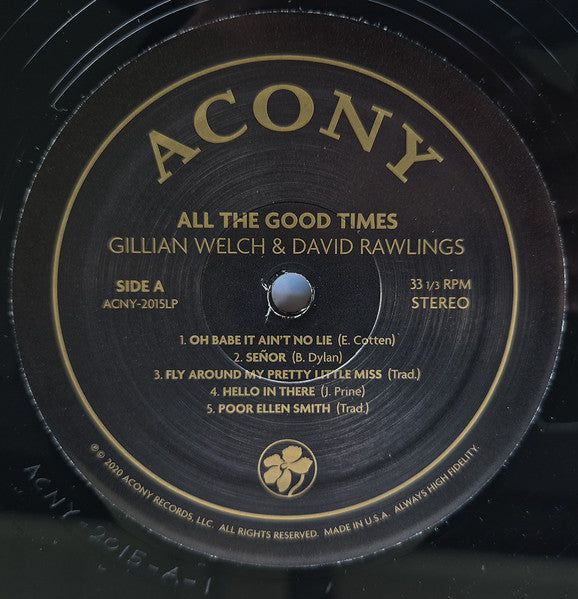 ACONY
ALL THE GOOD TIMES
GILLIAN WELCH & DAVID RAWLINGS
SIDE A
ACNY-2015LP
33 1/3 RPM
STEREO
1. OH BABE IT AIN'T NO LIE (E. Cotten)
2. SEÑOR (B. Dylan)
3. FLY AROUND MY PRETTY LITTLE MISS (Trad.)
4. HELLO IN THERE (J. Prine)
5. POOR ELLEN SMITH (Trad.)
℗ © 2020 ACONY RECORDS, LLC. ALL RIGHTS RESERVED. MADE IN U.S.A. ALWAYS HIGH FIDELITY.
ACNY-2015-A-1